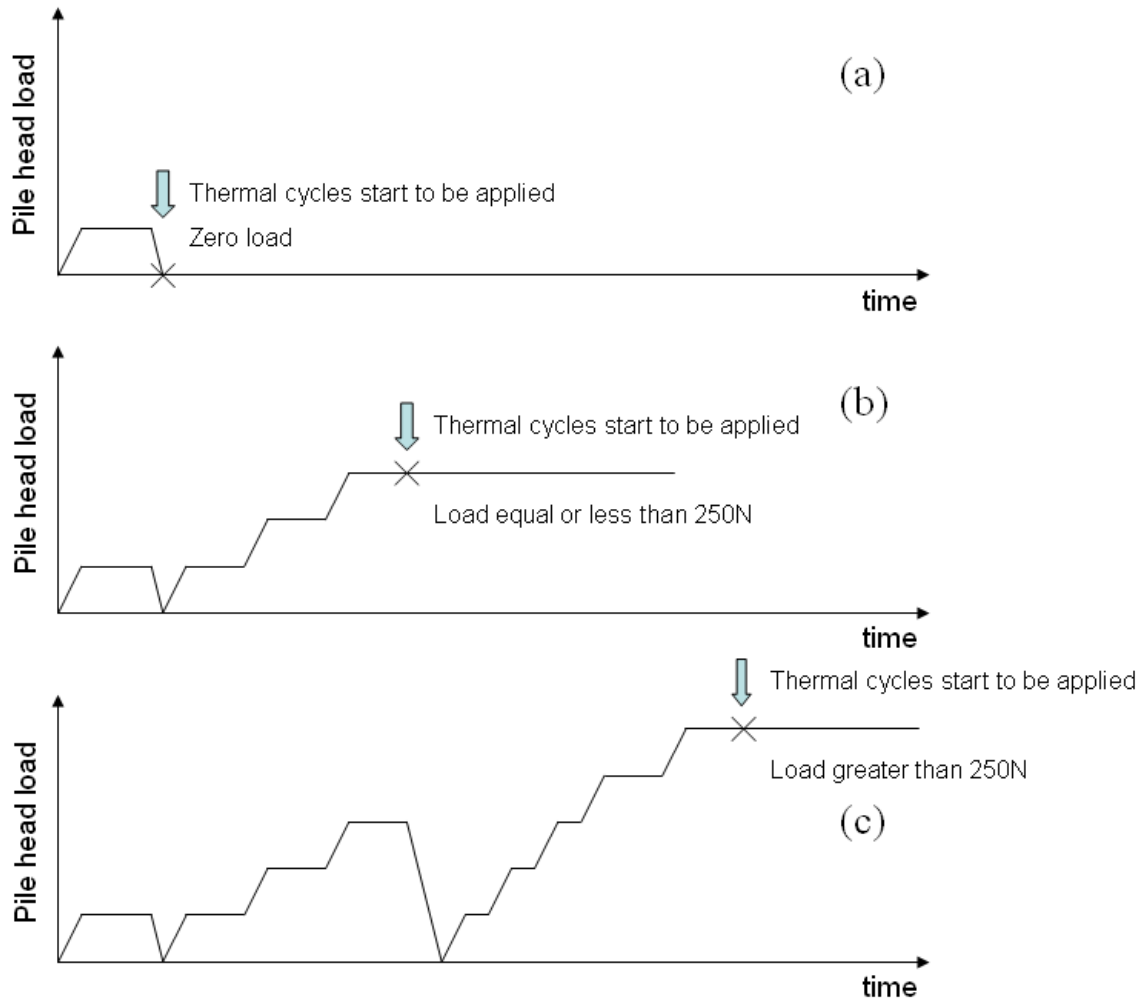 Pile head load
(a)
Thermal cycles start to be applied
Zero load
time
Pile head load
(b)
Thermal cycles start to be applied
Load equal or less than 250N
time
Pile head load
Thermal cycles start to be applied
Load greater than 250N
(c)
time